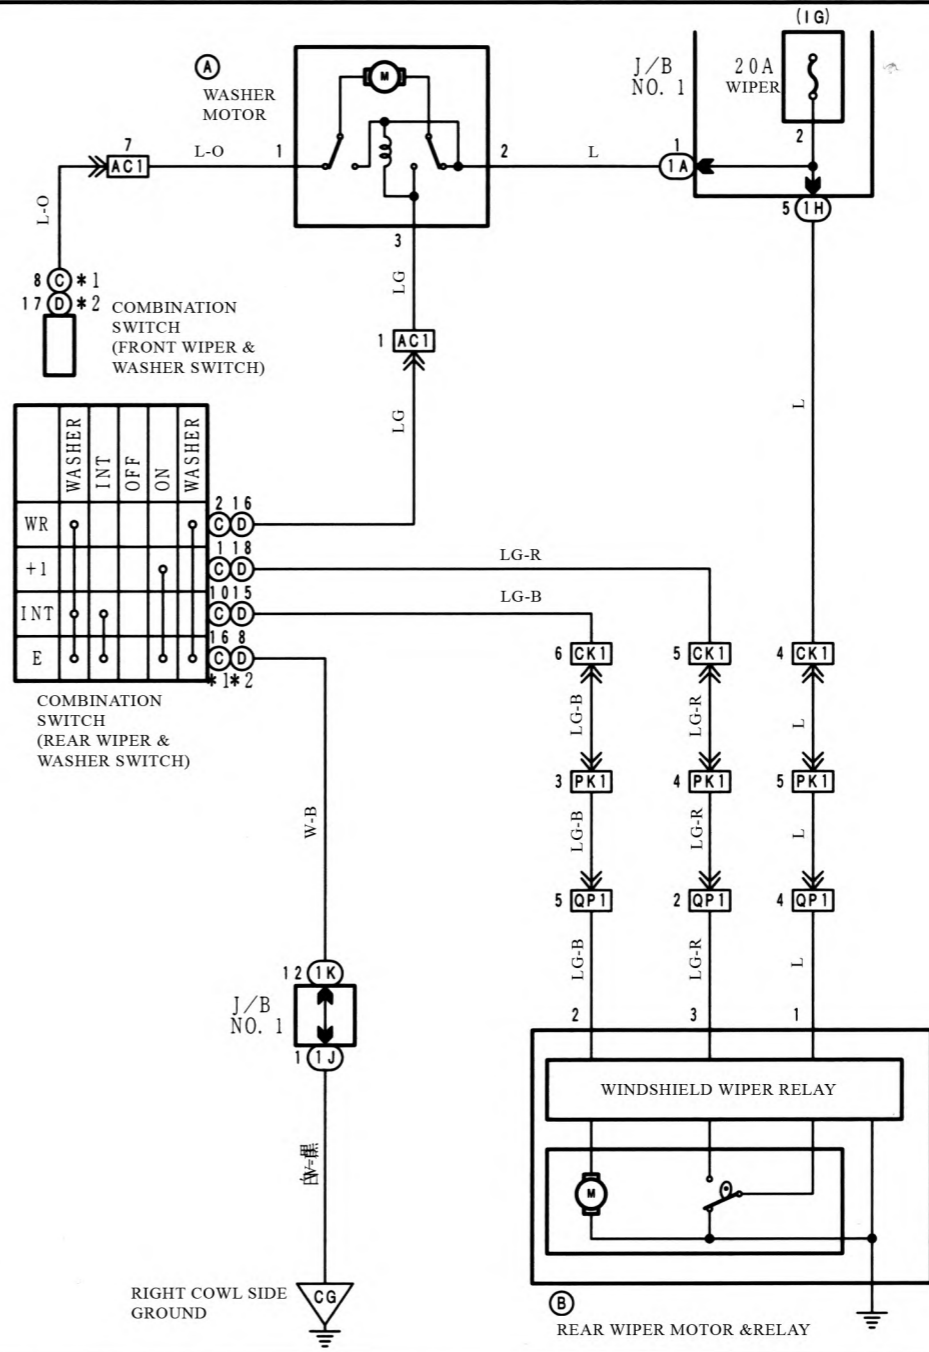 (IG)
J/B
NO. 1
20A
WIPER
2
A
WASHER
MOTOR
M
7
AC1
L-O
1
2
L
1
1A
5
1H
3
L-O
LG
8 C *1
17 D *2
COMBINATION
SWITCH
(FRONT WIPER &
WASHER SWITCH)
1 AC1
LG
L
WASHER
INT
OFF
ON
WASHER
WR
2 16
C D
+1
1 18
C D
INT
10 15
C D
E
16 8
C D
*1 *2
LG-R
LG-B
COMBINATION
SWITCH
(REAR WIPER &
WASHER SWITCH)
6 CK1
5 CK1
4 CK1
LG-B
LG-R
L
3 PK1
4 PK1
5 PK1
W-B
LG-B
LG-R
L
5 QP1
2 QP1
4 QP1
LG-B
LG-R
L
12 1K
J/B
NO. 1
1 1J
2
3
1
WINDSHIELD WIPER RELAY
M
RIGHT COWL SIDE
GROUND
CG
B
REAR WIPER MOTOR &RELAY